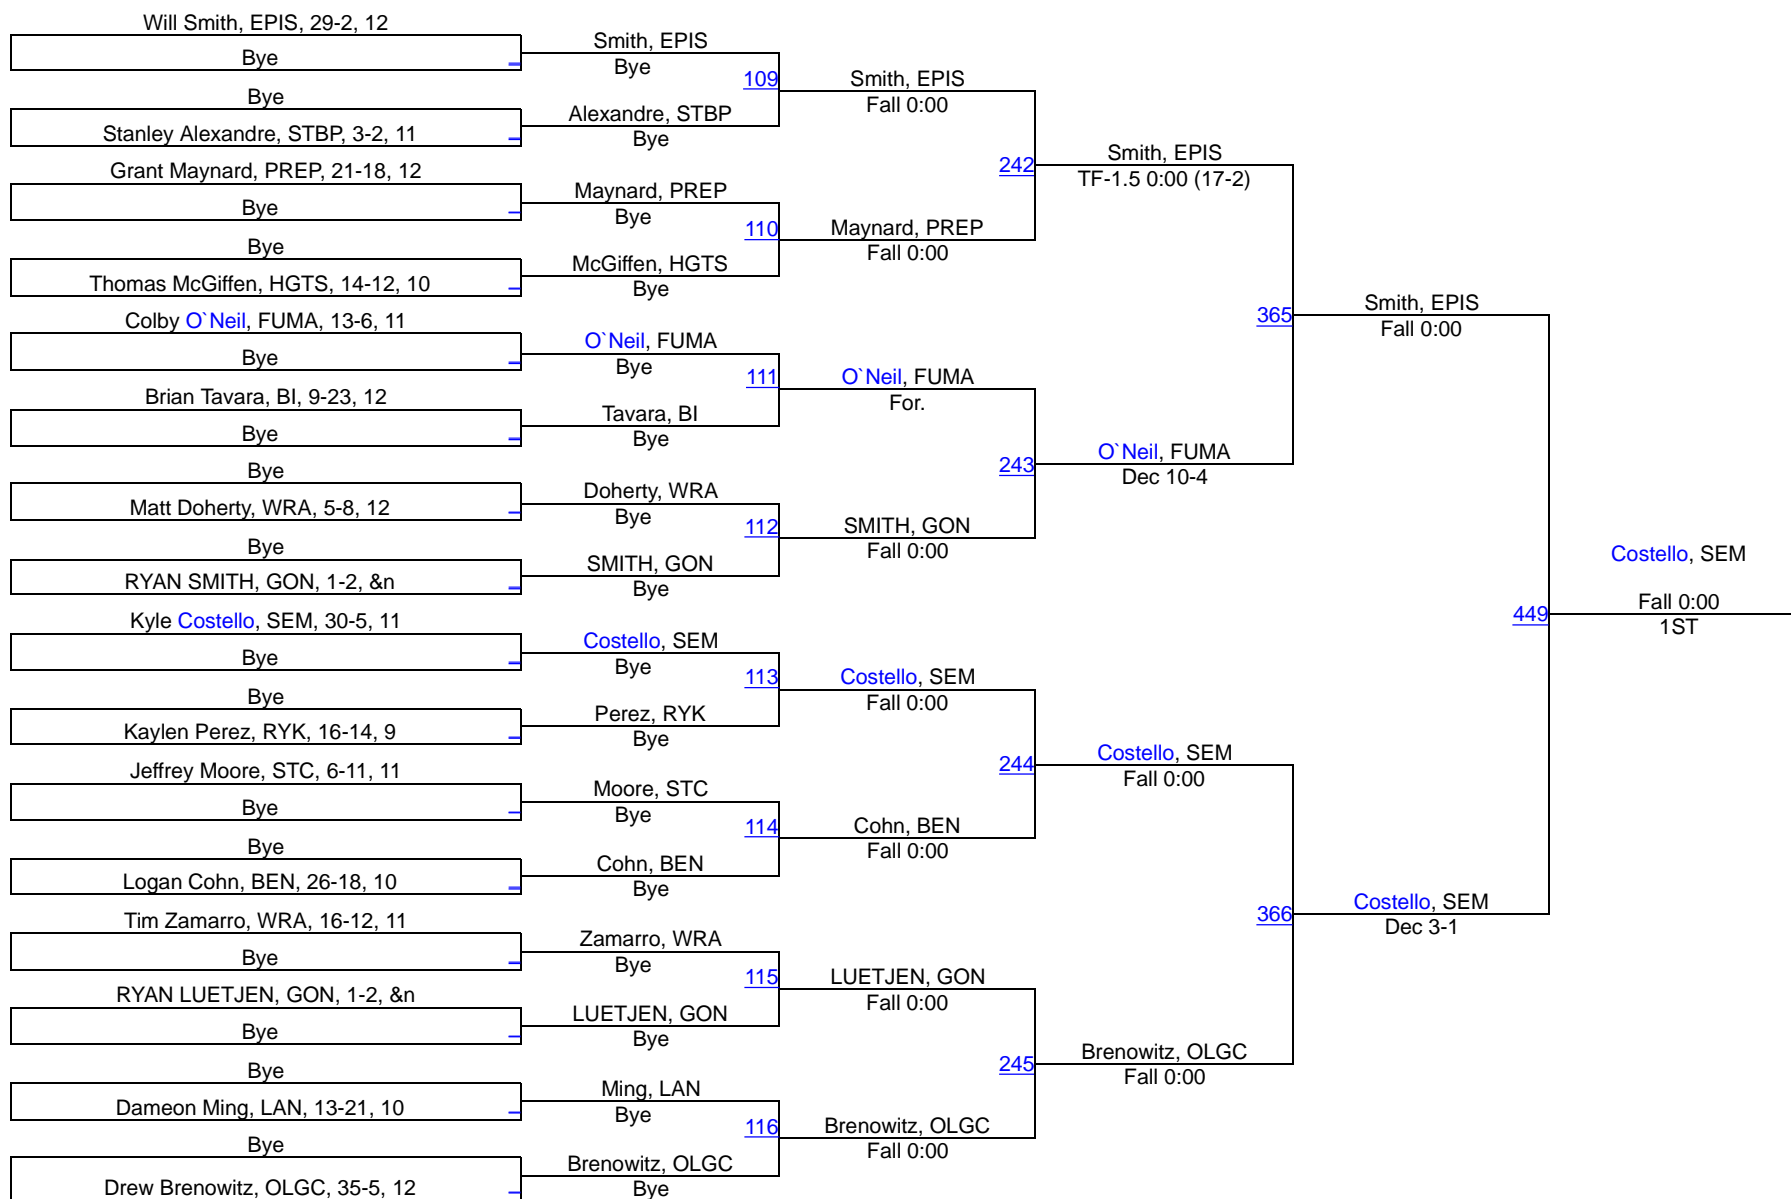 Will Smith, EPIS, 29-2, 12
Bye
Bye
Stanley Alexandre, STBP, 3-2, 11
Grant Maynard, PREP, 21-18, 12
Bye
Bye
Thomas McGiffen, HGTS, 14-12, 10
Colby O`Neil, FUMA, 13-6, 11
Bye
Brian Tavara, BI, 9-23, 12
Bye
Bye
Matt Doherty, WRA, 5-8, 12
Bye
RYAN SMITH, GON, 1-2, &n
Kyle Costello, SEM, 30-5, 11
Bye
Bye
Kaylen Perez, RYK, 16-14, 9
Jeffrey Moore, STC, 6-11, 11
Bye
Bye
Logan Cohn, BEN, 26-18, 10
Tim Zamarro, WRA, 16-12, 11
Bye
RYAN LUETJEN, GON, 1-2, &n
Bye
Bye
Dameon Ming, LAN, 13-21, 10
Bye
Drew Brenowitz, OLGC, 35-5, 12
Smith, EPIS
Bye
109
Alexandre, STBP
Bye
Maynard, PREP
Bye
110
McGiffen, HGTS
Bye
O`Neil, FUMA
Bye
111
Tavara, BI
Bye
Doherty, WRA
Bye
112
SMITH, GON
Bye
Costello, SEM
Bye
113
Perez, RYK
Bye
Moore, STC
Bye
114
Cohn, BEN
Bye
Zamarro, WRA
Bye
115
LUETJEN, GON
Bye
Ming, LAN
Bye
116
Brenowitz, OLGC
Bye
Smith, EPIS
Fall 0:00
242
Maynard, PREP
Fall 0:00
O`Neil, FUMA
For.
243
SMITH, GON
Fall 0:00
Costello, SEM
Fall 0:00
244
Cohn, BEN
Fall 0:00
LUETJEN, GON
Fall 0:00
245
Brenowitz, OLGC
Fall 0:00
Smith, EPIS
TF-1.5 0:00 (17-2)
365
O`Neil, FUMA
Dec 10-4
Costello, SEM
Fall 0:00
366
Brenowitz, OLGC
Fall 0:00
Smith, EPIS
Fall 0:00
449
Costello, SEM
Dec 3-1
Costello, SEM
Fall 0:00
1ST